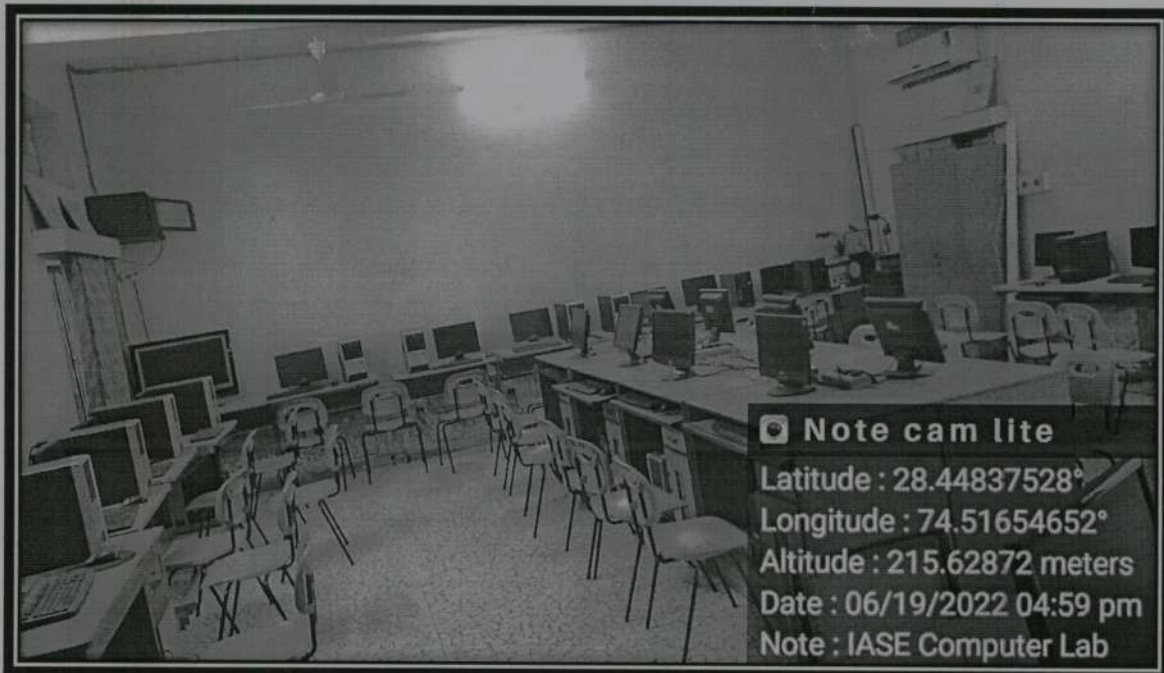 Note cam lite
Latitude : 28.44837528°
Longitude : 74.51654652°
Altitude : 215.62872 meters
Date : 06/19/2022 04:59 pm
Note : IASE Computer Lab